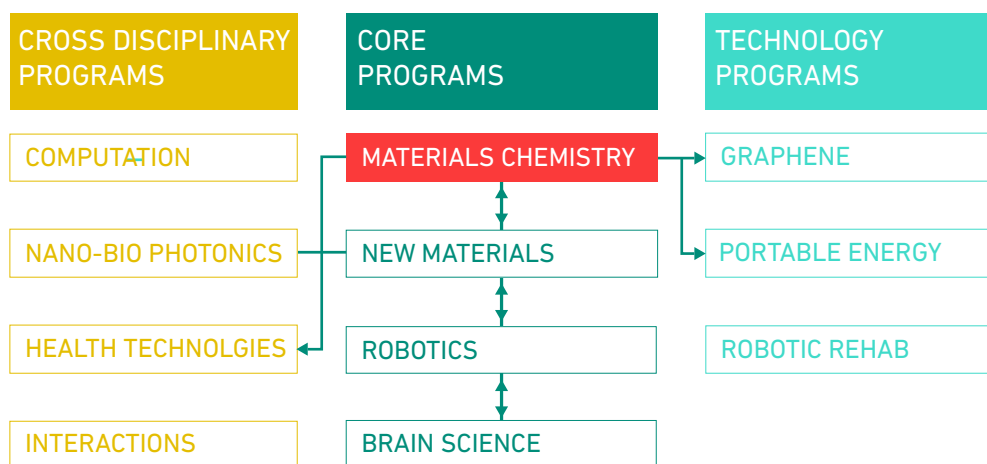 CROSS DISCIPLINARY
PROGRAMS
CORE
PROGRAMS
TECHNOLOGY
PROGRAMS
COMPUTATION
MATERIALS CHEMISTRY
GRAPHENE
NANO-BIO PHOTONICS
NEW MATERIALS
PORTABLE ENERGY
HEALTH TECHNOLGIES
ROBOTICS
ROBOTIC REHAB
INTERACTIONS
BRAIN SCIENCE